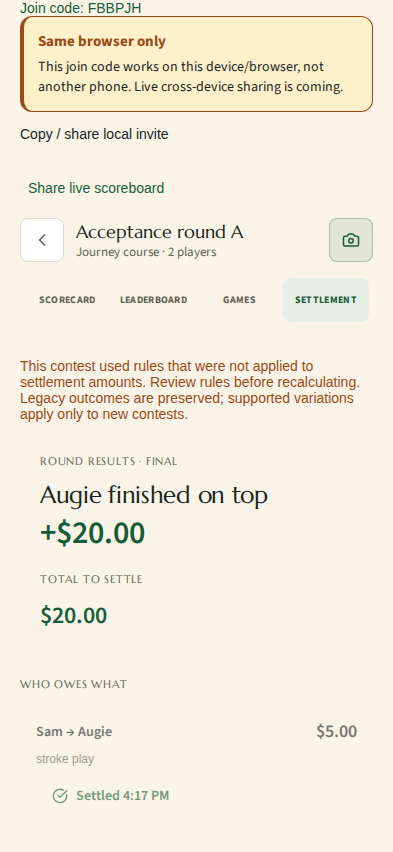 Join code: FBBPJH
Same browser only
This join code works on this device/browser, not
another phone. Live cross-device sharing is coming.
Copy / share local invite
Share live scoreboard
Acceptance round A
Journey course · 2 players
SCORECARD LEADERBOARD GAMES SETTLEMENT
This contest used rules that were not applied to
settlement amounts. Review rules before recalculating.
Legacy outcomes are preserved; supported variations
apply only to new contests.
ROUND RESULTS · FINAL
Augie finished on top
+$20.00
TOTAL TO SETTLE
$20.00
WHO OWES WHAT
Sam → Augie $5.00
stroke play
Settled 4:17 PM